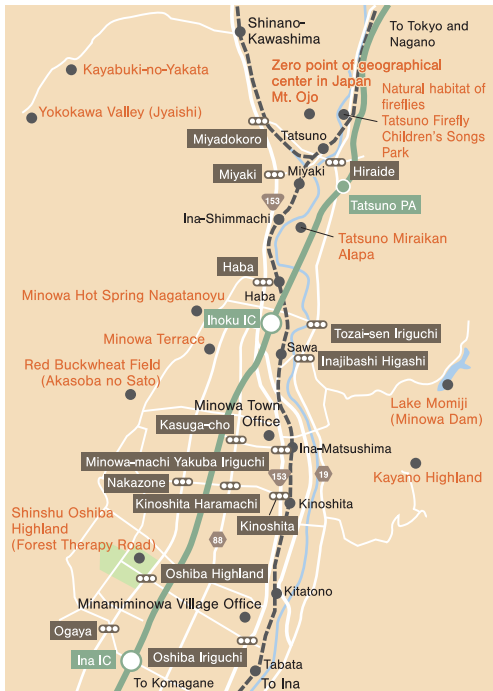 Shinano-
Kawashima
To Tokyo and
Nagano
Kayabuki-no-Yakata
Zero point of geographical
center in Japan
Mt. Ojo
Natural habitat of
fireflies
Tatsuno Firefly
Children's Songs
Park
Yokokawa Valley (Jyaishi)
Miyadokoro
Tatsuno
Miyaki
Miyaki
Hiraide
153
Tatsuno PA
Ina-Shimmachi
Tatsuno Miraikan
Alapa
Haba
Haba
Minowa Hot Spring Nagatanoyu
Ihoku IC
Tozai-sen Iriguchi
Minowa Terrace
Sawa
Inajibashi Higashi
Red Buckwheat Field
(Akasoba no Sato)
Lake Momiji
(Minowa Dam)
Minowa Town
Office
Kasuga-cho
Ina-Matsushima
Minowa-machi Yakuba Iriguchi
153
19
Kayano Highland
Nakazone
Kinoshita Haramachi
Kinoshita
Kinoshita
Shinshu Oshiba
Highland
(Forest Therapy Road)
88
Oshiba Highland
Kitatono
Minamiminowa Village Office
Ogaya
Ina IC
Oshiba Iriguchi
Tabata
To Komagane
To Ina